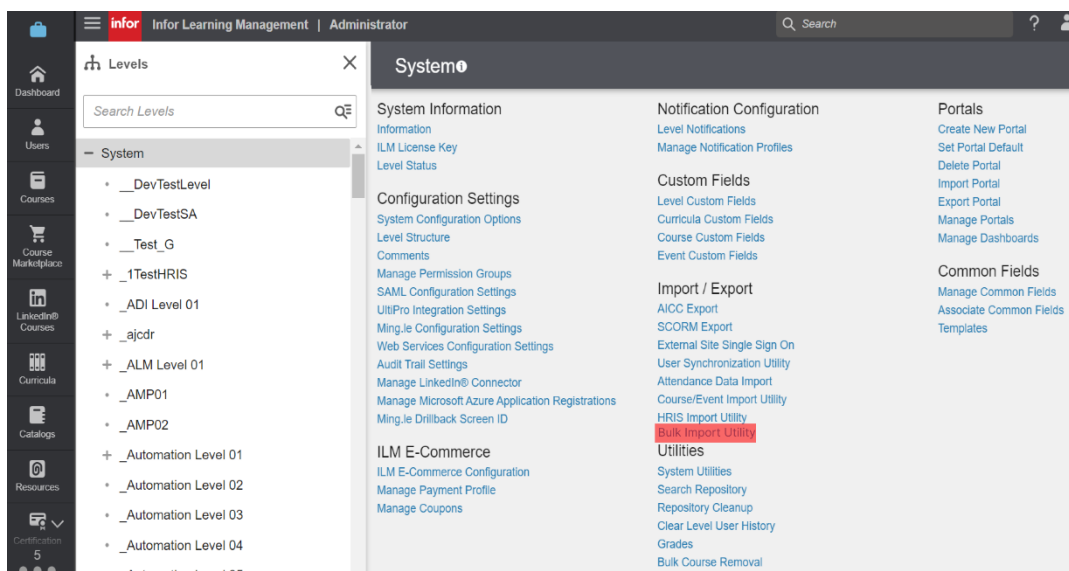 infor Infor Learning Management | Administrator
Search
?
Dashboard
Users
Courses
Course
Marketplace
LinkedIn®
Courses
Curricula
Catalogs
Resources
Certification
5
Levels
Search Levels
System
__DevTestLevel
__DevTestSA
__Test_G
_1TestHRIS
_ADI Level 01
_ajcdr
_ALM Level 01
_AMP01
_AMP02
_Automation Level 01
_Automation Level 02
_Automation Level 03
_Automation Level 04
System
System Information
Information
ILM License Key
Level Status
Configuration Settings
System Configuration Options
Level Structure
Comments
Manage Permission Groups
SAML Configuration Settings
UltiPro Integration Settings
Ming.le Configuration Settings
Web Services Configuration Settings
Audit Trail Settings
Manage LinkedIn® Connector
Manage Microsoft Azure Application Registrations
Ming.le Drillback Screen ID
ILM E-Commerce
ILM E-Commerce Configuration
Manage Payment Profile
Manage Coupons
Notification Configuration
Level Notifications
Manage Notification Profiles
Custom Fields
Level Custom Fields
Curricula Custom Fields
Course Custom Fields
Event Custom Fields
Import / Export
AICC Export
SCORM Export
External Site Single Sign On
User Synchronization Utility
Attendance Data Import
Course/Event Import Utility
HRIS Import Utility
Bulk Import Utility
Utilities
System Utilities
Search Repository
Repository Cleanup
Clear Level User History
Grades
Bulk Course Removal
Portals
Create New Portal
Set Portal Default
Delete Portal
Import Portal
Export Portal
Manage Portals
Manage Dashboards
Common Fields
Manage Common Fields
Associate Common Fields
Templates